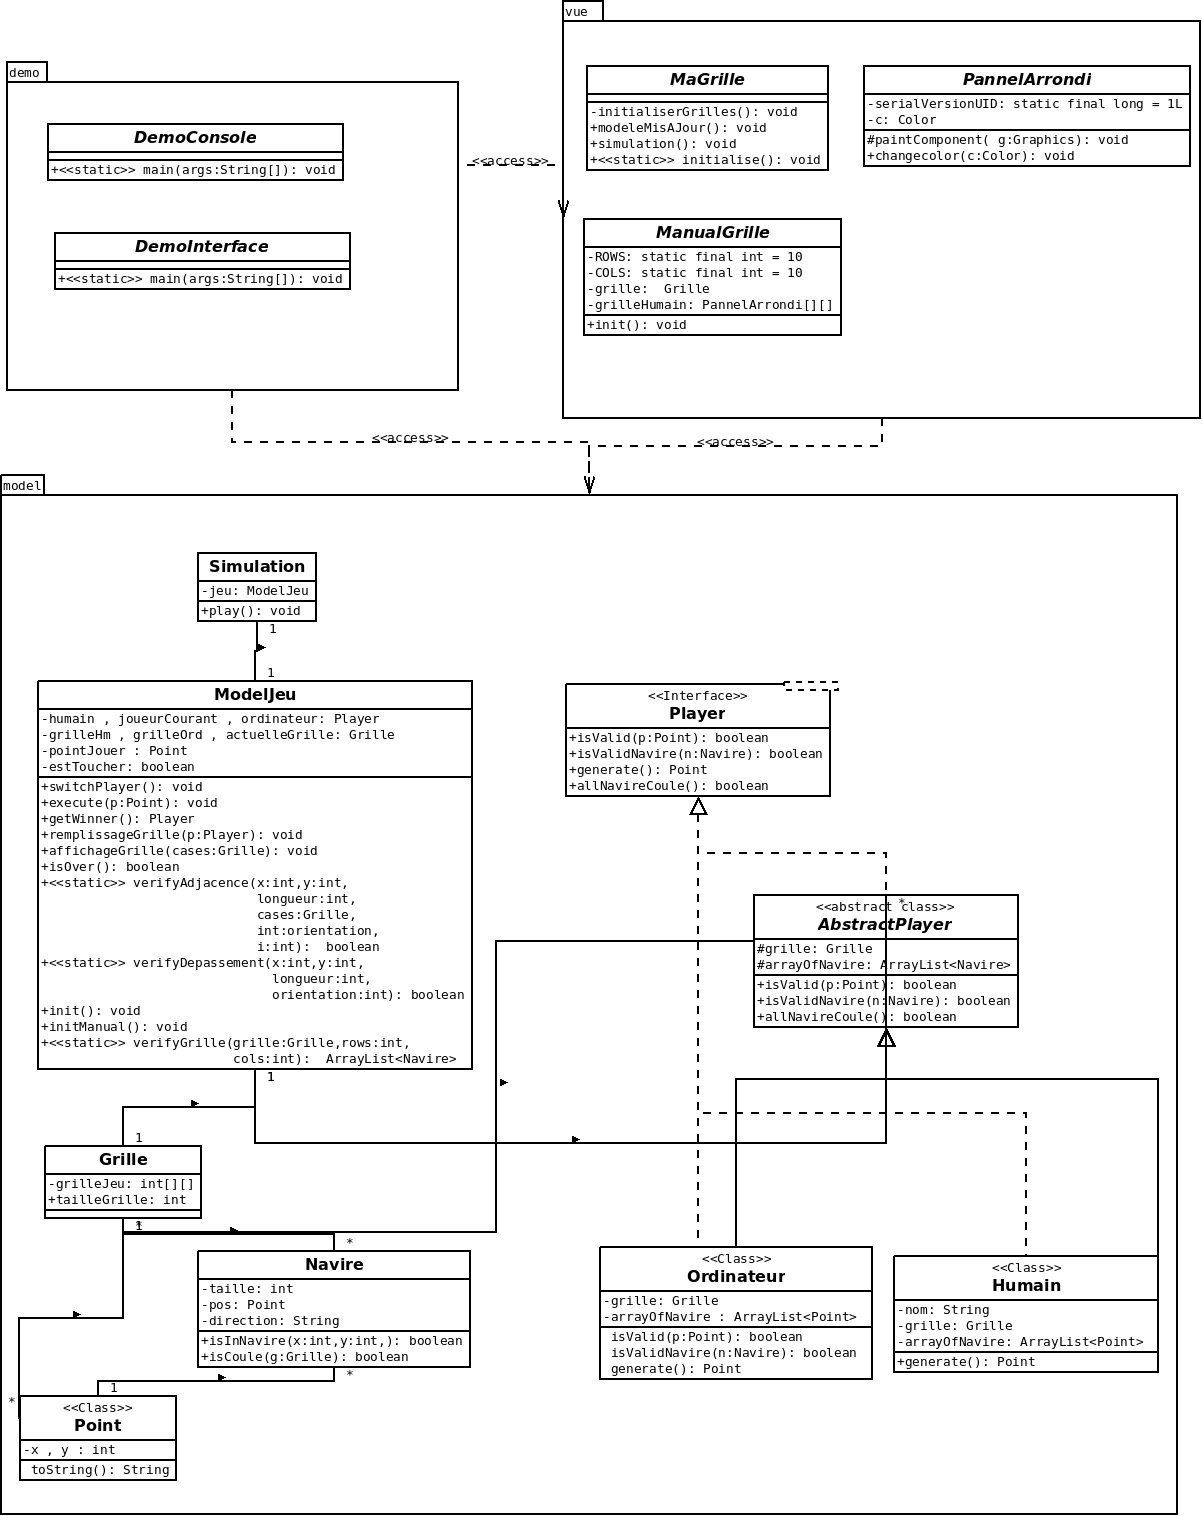 vue
demo
MaGrille
-initialiserGrilles(): void
+modeleMisAJour(): void
+simulation(): void
+<<static>> initialise(): void
PannelArrondi
-serialVersionUID: static final long = 1L
-c: Color
#paintComponent( g:Graphics): void
+changecolor(c:Color): void
DemoConsole
+<<static>> main(args:String[]): void
<<access>>
DemoInterface
+<<static>> main(args:String[]): void
ManualGrille
-ROWS: static final int = 10
-COLS: static final int = 10
-grille:  Grille
-grilleHumain: PannelArrondi[][]
+init(): void
<<access>>
<<access>>
model
Simulation
-jeu: ModelJeu
+play(): void
1
1
ModelJeu
-humain , joueurCourant , ordinateur: Player
-grilleHm , grilleOrd , actuelleGrille: Grille
-pointJouer : Point
-estToucher: boolean
+switchPlayer(): void
+execute(p:Point): void
+getWinner(): Player
+remplissageGrille(p:Player): void
+affichageGrille(cases:Grille): void
+isOver(): boolean
+<<static>> verifyAdjacence(x:int,y:int,
longueur:int,
cases:Grille,
int:orientation,
i:int):  boolean
+<<static>> verifyDepassement(x:int,y:int,
longueur:int,
orientation:int): boolean
+init(): void
+initManual(): void
+<<static>> verifyGrille(grille:Grille,rows:int,
cols:int):  ArrayList<Navire>
<<Interface>>
Player
+isValid(p:Point): boolean
+isValidNavire(n:Navire): boolean
+generate(): Point
+allNavireCoule(): boolean
*
<<abstract class>>
AbstractPlayer
#grille: Grille
#arrayOfNavire: ArrayList<Navire>
+isValid(p:Point): boolean
+isValidNavire(n:Navire): boolean
+allNavireCoule(): boolean
1
1
Grille
-grilleJeu: int[][]
+tailleGrille: int
*
1
*
Navire
-taille: int
-pos: Point
-direction: String
+isInNavire(x:int,y:int,): boolean
+isCoule(g:Grille): boolean
*
1
*
<<Class>>
Point
-x , y : int
toString(): String
<<Class>>
Ordinateur
-grille: Grille
-arrayOfNavire : ArrayList<Point>
isValid(p:Point): boolean
isValidNavire(n:Navire): boolean
generate(): Point
<<Class>>
Humain
-nom: String
-grille: Grille
-arrayOfNavire: ArrayList<Point>
+generate(): Point